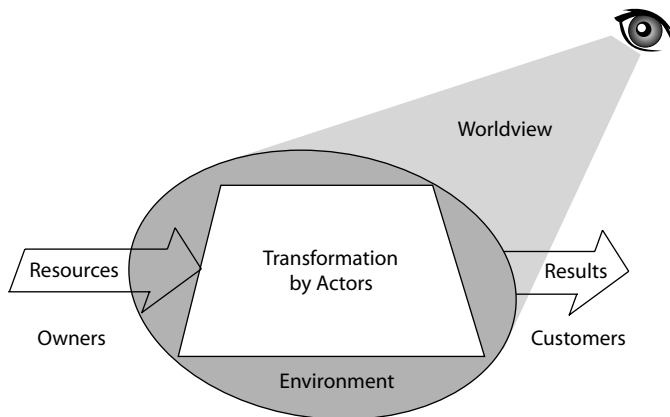 Worldview
Resources
Transformation
by Actors
Results
Owners
Customers
Environment